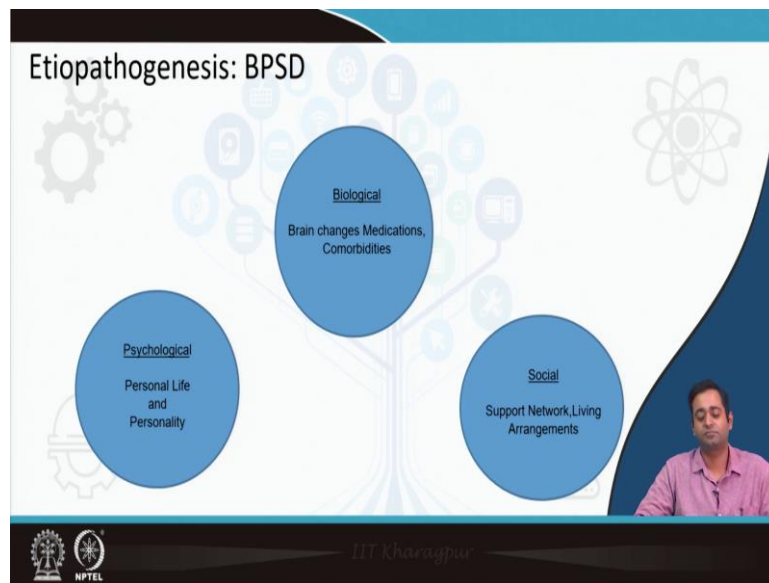 Etiopathogenesis: BPSD
Biological
Brain changes Medications,
Comorbidities
Psychological
Personal Life
and
Personality
Social
Support Network,Living
Arrangements
IIT Kharagpur
NPTEL